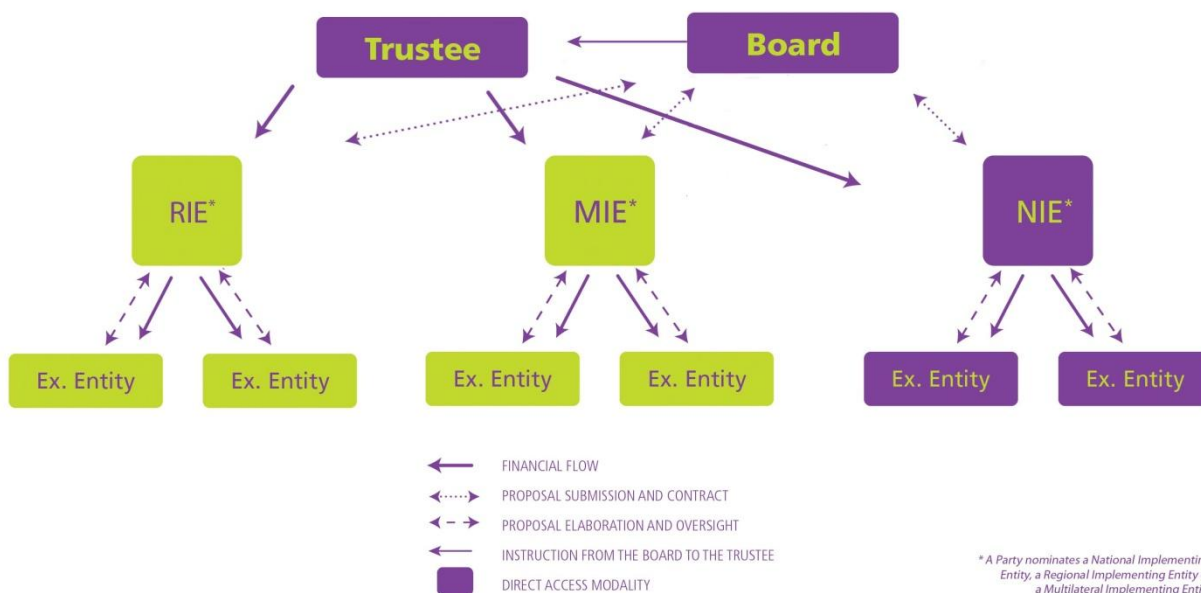 Trustee
Board
RIE*
MIE*
NIE*
Ex. Entity
Ex. Entity
Ex. Entity
Ex. Entity
Ex. Entity
Ex. Entity
FINANCIAL FLOW
PROPOSAL SUBMISSION AND CONTRACT
PROPOSAL ELABORATION AND OVERSIGHT
INSTRUCTION FROM THE BOARD TO THE TRUSTEE
DIRECT ACCESS MODALITY
* A Party nominates a National Implementin
Entity, a Regional Implementing Entity
a Multilateral Implementing Enti